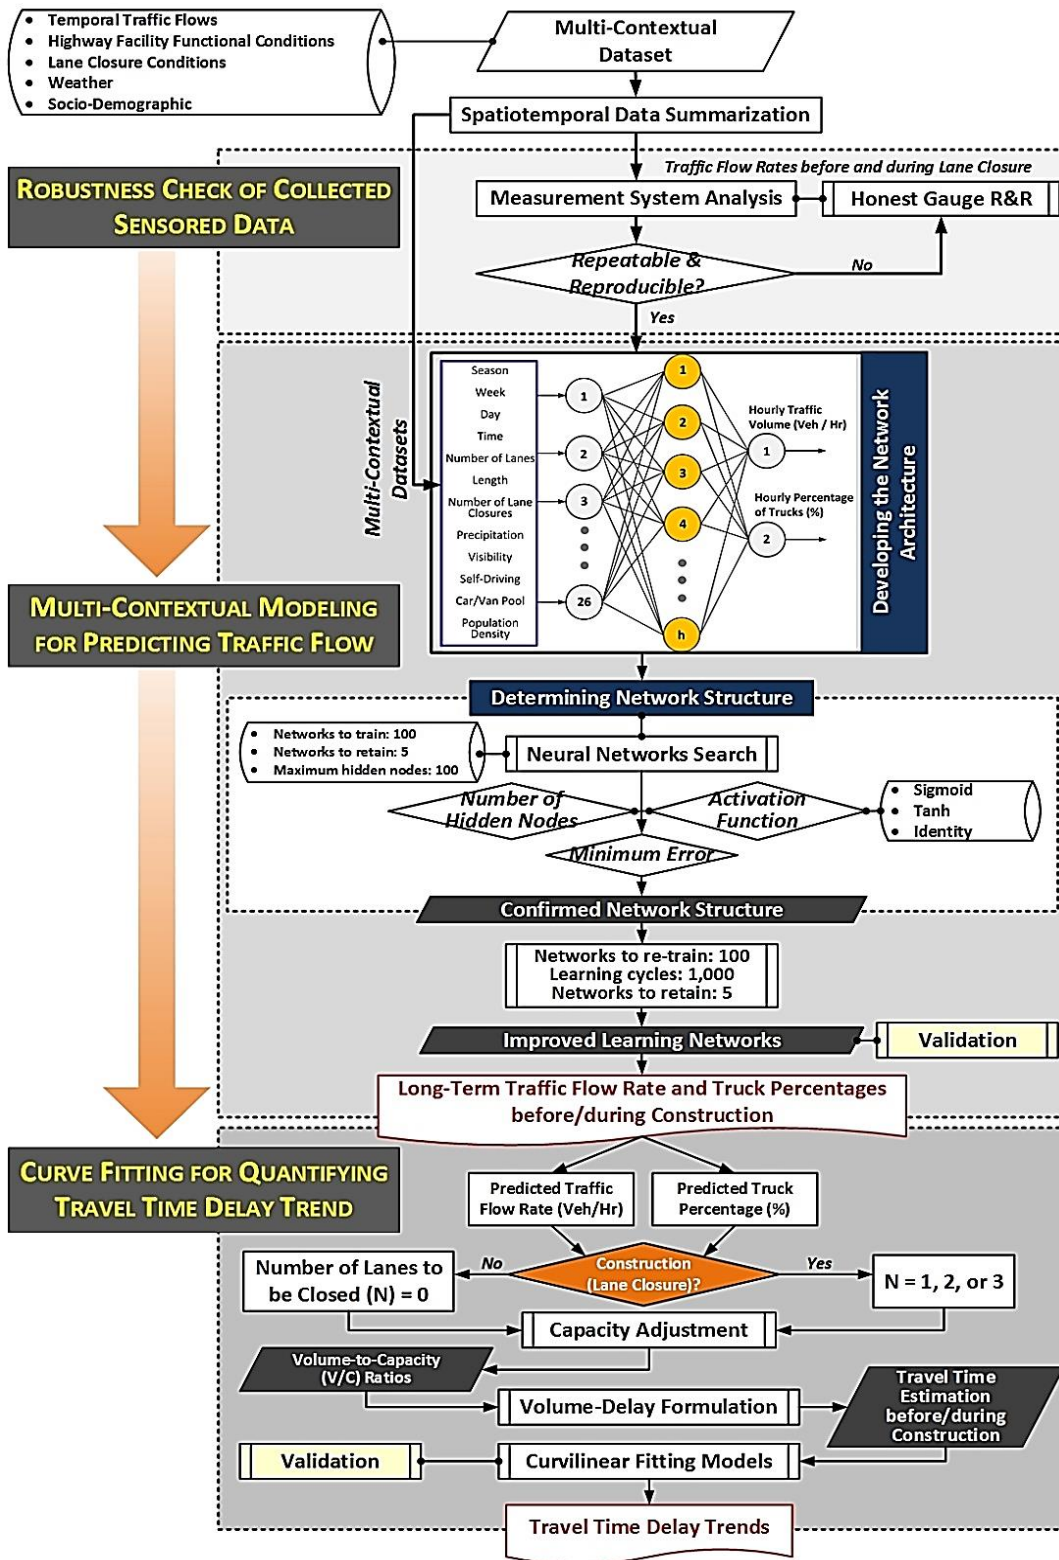 • Temporal Traffic Flows
• Highway Facility Functional Conditions
• Lane Closure Conditions
• Weather
• Socio-Demographic
Multi-Contextual
Dataset
Spatiotemporal Data Summarization
ROBUSTNESS CHECK OF COLLECTED
SENSORED DATA
Traffic Flow Rates before and during Lane Closure
Measurement System Analysis
Honest Gauge R&R
Repeatable &
Reproducible?
No
Yes
Multi-Contextual
Datasets
Season
Week
Day
Time
Number of Lanes
Length
Number of Lane
Closures
Precipitation
Visibility
Self-Driving
Car/Van Pool
Population
Density
1
2
3
26
1
2
3
4
h
Hourly Traffic
Volume (Veh / Hr)
1
Hourly Percentage
of Trucks (%)
2
Developing the Network
Architecture
MULTI-CONTEXTUAL MODELING
FOR PREDICTING TRAFFIC FLOW
Determining Network Structure
• Networks to train: 100
• Networks to retain: 5
• Maximum hidden nodes: 100
Neural Networks Search
Number of
Hidden Nodes
Activation
Function
• Sigmoid
• Tanh
• Identity
Minimum Error
Confirmed Network Structure
Networks to re-train: 100
Learning cycles: 1,000
Networks to retain: 5
Improved Learning Networks
Validation
Long-Term Traffic Flow Rate and Truck Percentages
before/during Construction
CURVE FITTING FOR QUANTIFYING
TRAVEL TIME DELAY TREND
Predicted Traffic
Flow Rate (Veh/Hr)
Predicted Truck
Percentage (%)
Number of Lanes to
be Closed (N) = 0
No
Construction
(Lane Closure)?
Yes
N = 1, 2, or 3
Capacity Adjustment
Volume-to-Capacity
(V/C) Ratios
Volume-Delay Formulation
Travel Time
Estimation
before/during
Construction
Validation
Curvilinear Fitting Models
Travel Time Delay Trends